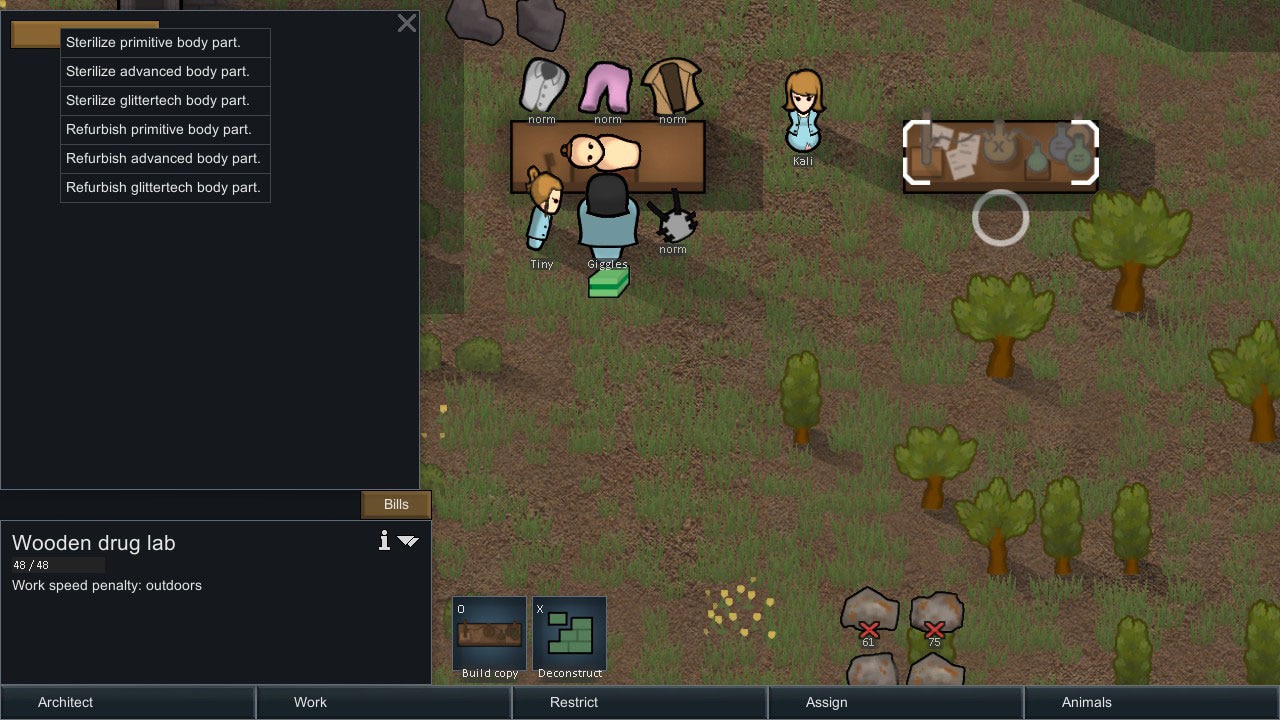 Sterilize primitive body part.
Sterilize advanced body part.
Sterilize glittertech body part.
Refurbish primitive body part.
Refurbish advanced body part.
Refurbish glittertech body part.
norm
norm
norm
Kali
norm
Tiny
Giggles
Bills
Wooden drug lab
48 / 48
Work speed penalty: outdoors
O
X
Build copy
Deconstruct
61
75
Architect
Work
Restrict
Assign
Animals